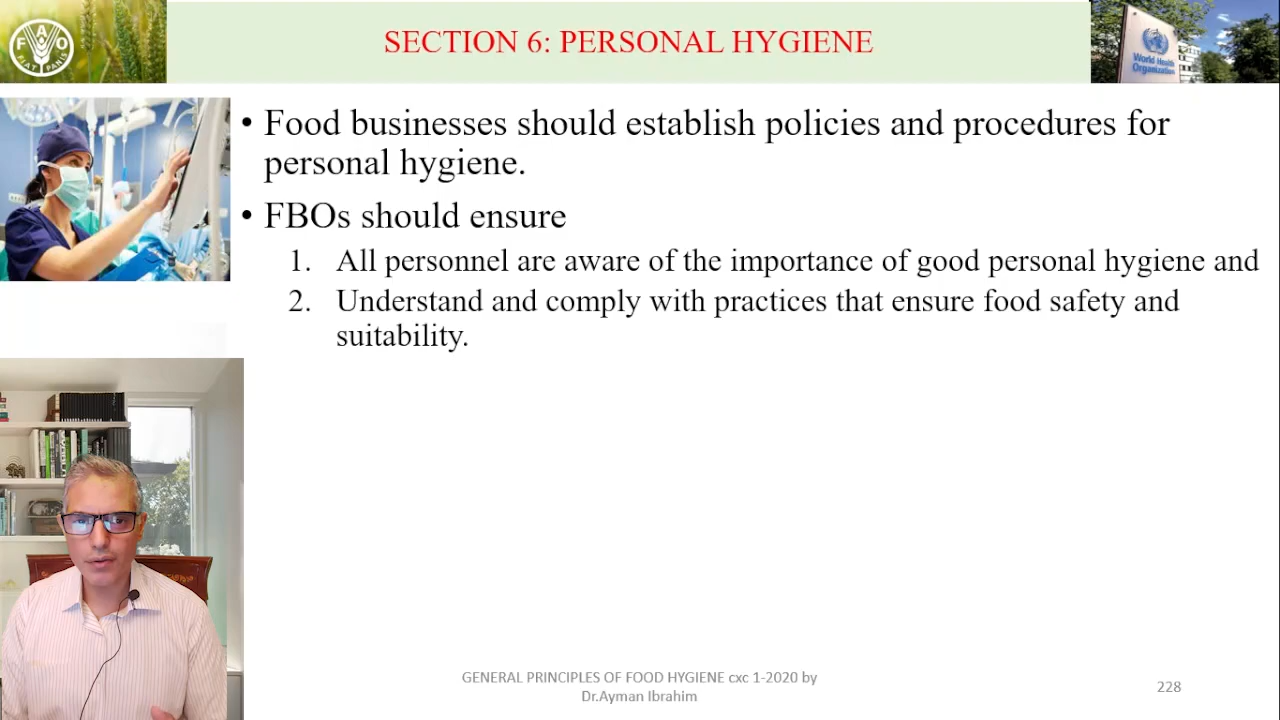 SECTION 6: PERSONAL HYGIENE
F A O
FIAT PANIS
World Health
Organization
• Food businesses should establish policies and procedures for
personal hygiene.
• FBOs should ensure
1. All personnel are aware of the importance of good personal hygiene and
2. Understand and comply with practices that ensure food safety and
suitability.
GENERAL PRINCIPLES OF FOOD HYGIENE cxc 1-2020 by
Dr.Ayman Ibrahim
228